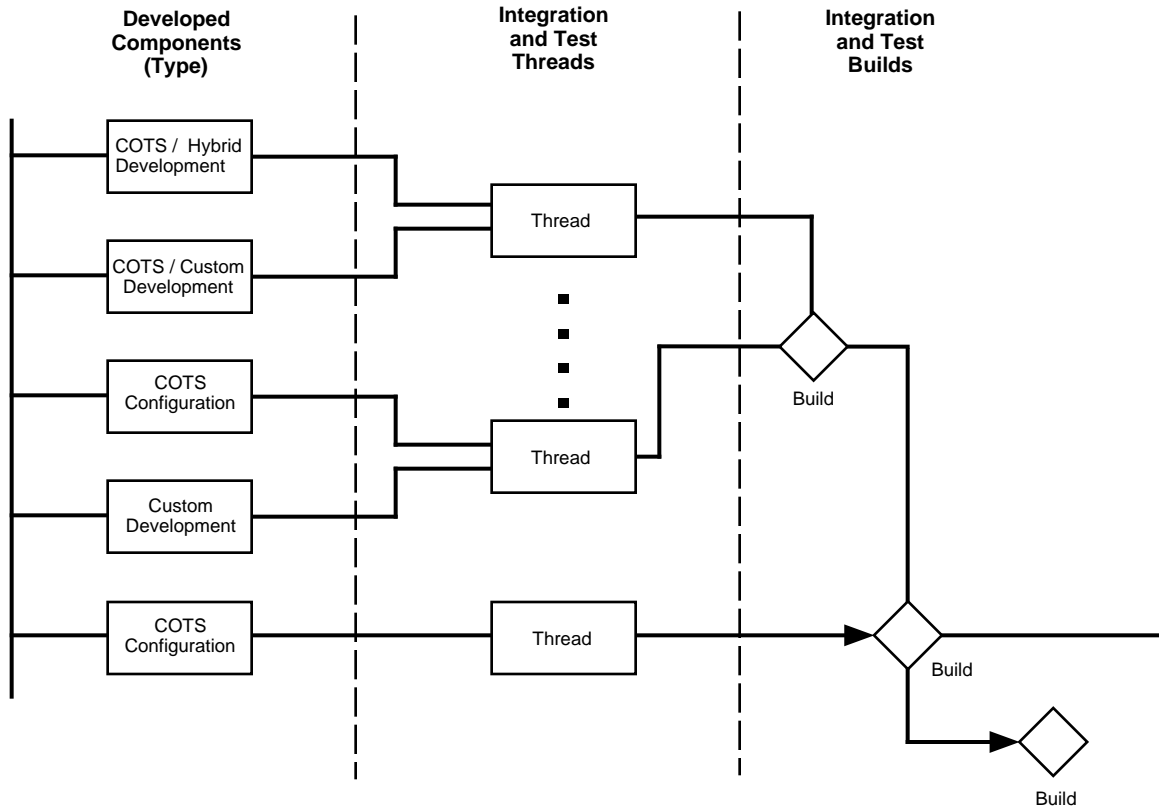 Developed
Components
(Type)
Integration
and Test
Threads
Integration
and Test
Builds
COTS / Hybrid
Development
Thread
COTS / Custom
Development
COTS
Configuration
Build
Thread
Custom
Development
COTS
Configuration
Thread
Build
Build